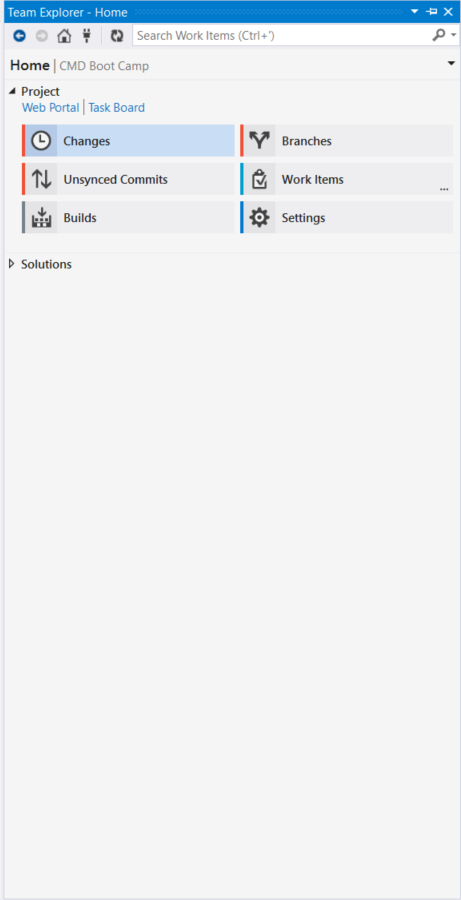 Team Explorer - Home
Search Work Items (Ctrl+')
Home | CMD Boot Camp
Project
Web Portal | Task Board
Changes
Branches
Unsynced Commits
Work Items
...
Builds
Settings
Solutions